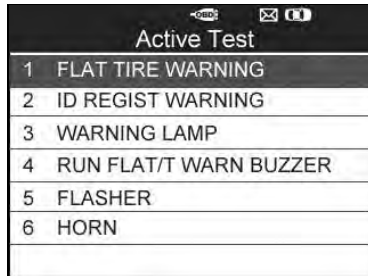 OBD
Active Test
1 FLAT TIRE WARNING
2 ID REGIST WARNING
3 WARNING LAMP
4 RUN FLAT/T WARN BUZZER
5 FLASHER
6 HORN